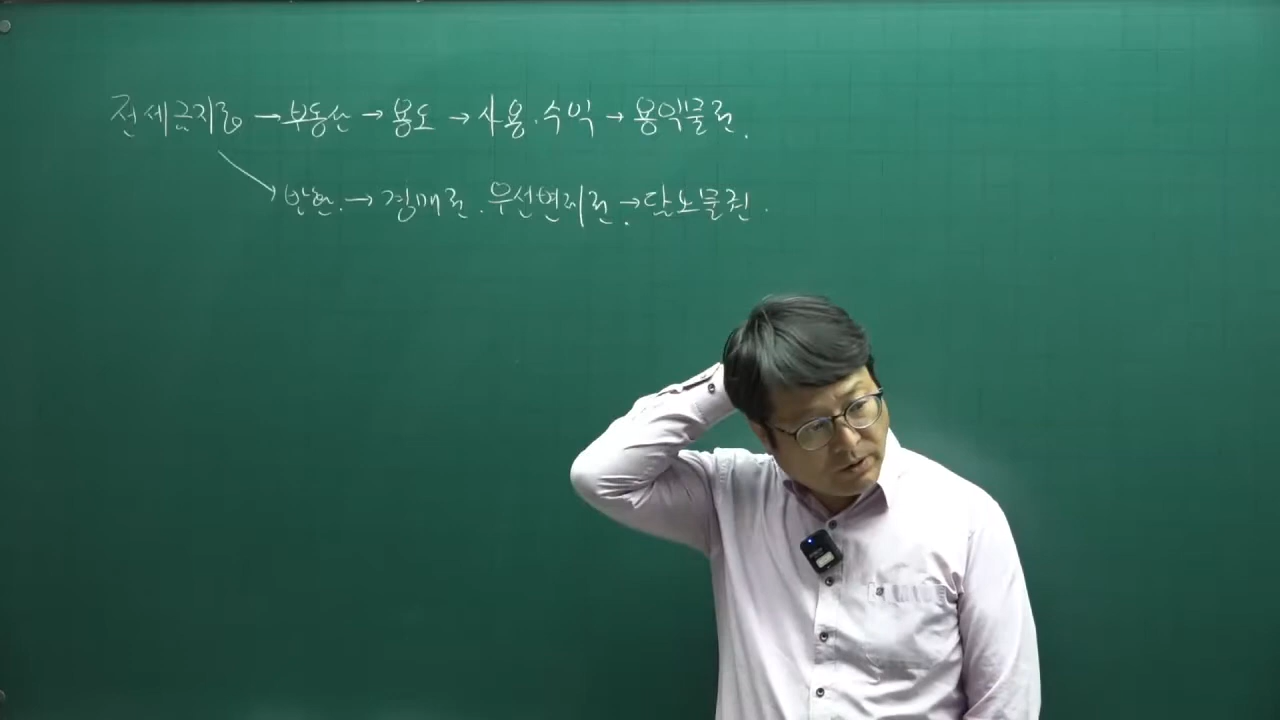 전세금지급 → 부동산 → 용도 → 사용·수익 → 용익물권.
반환. → 경매권. 우선변제권. → 담보물권.